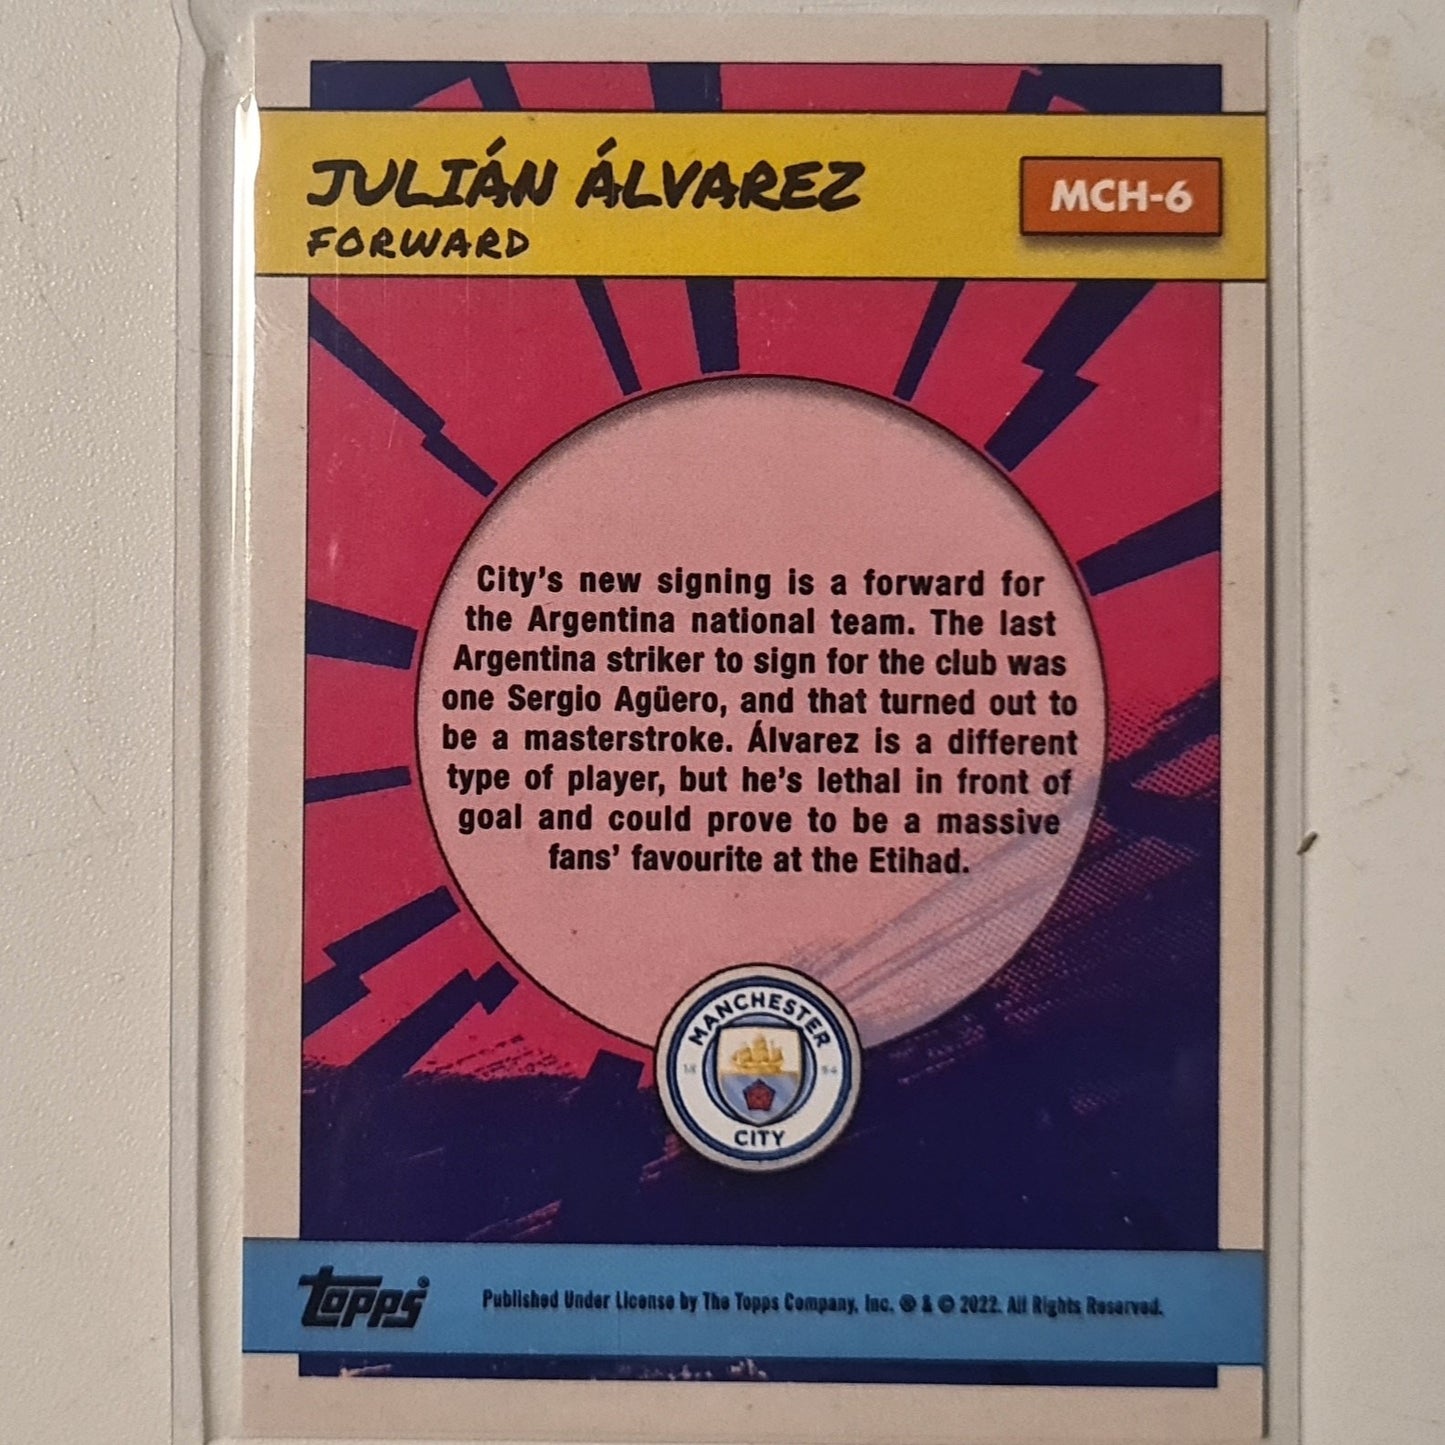 JULIÁN ÁLVAREZ
MCH-6
FORWARD
City's new signing is a forward for
the Argentina national team. The last
Argentina striker to sign for the club was
one Sergio Agüero, and that turned out to
be a masterstroke. Álvarez is a different
type of player, but he's lethal in front of
goal and could prove to be a massive
fans' favourite at the Etihad.
MANCHESTER
18 94
CITY
topps®
Published Under License by The Topps Company, Inc. ® & © 2022. All Rights Reserved.